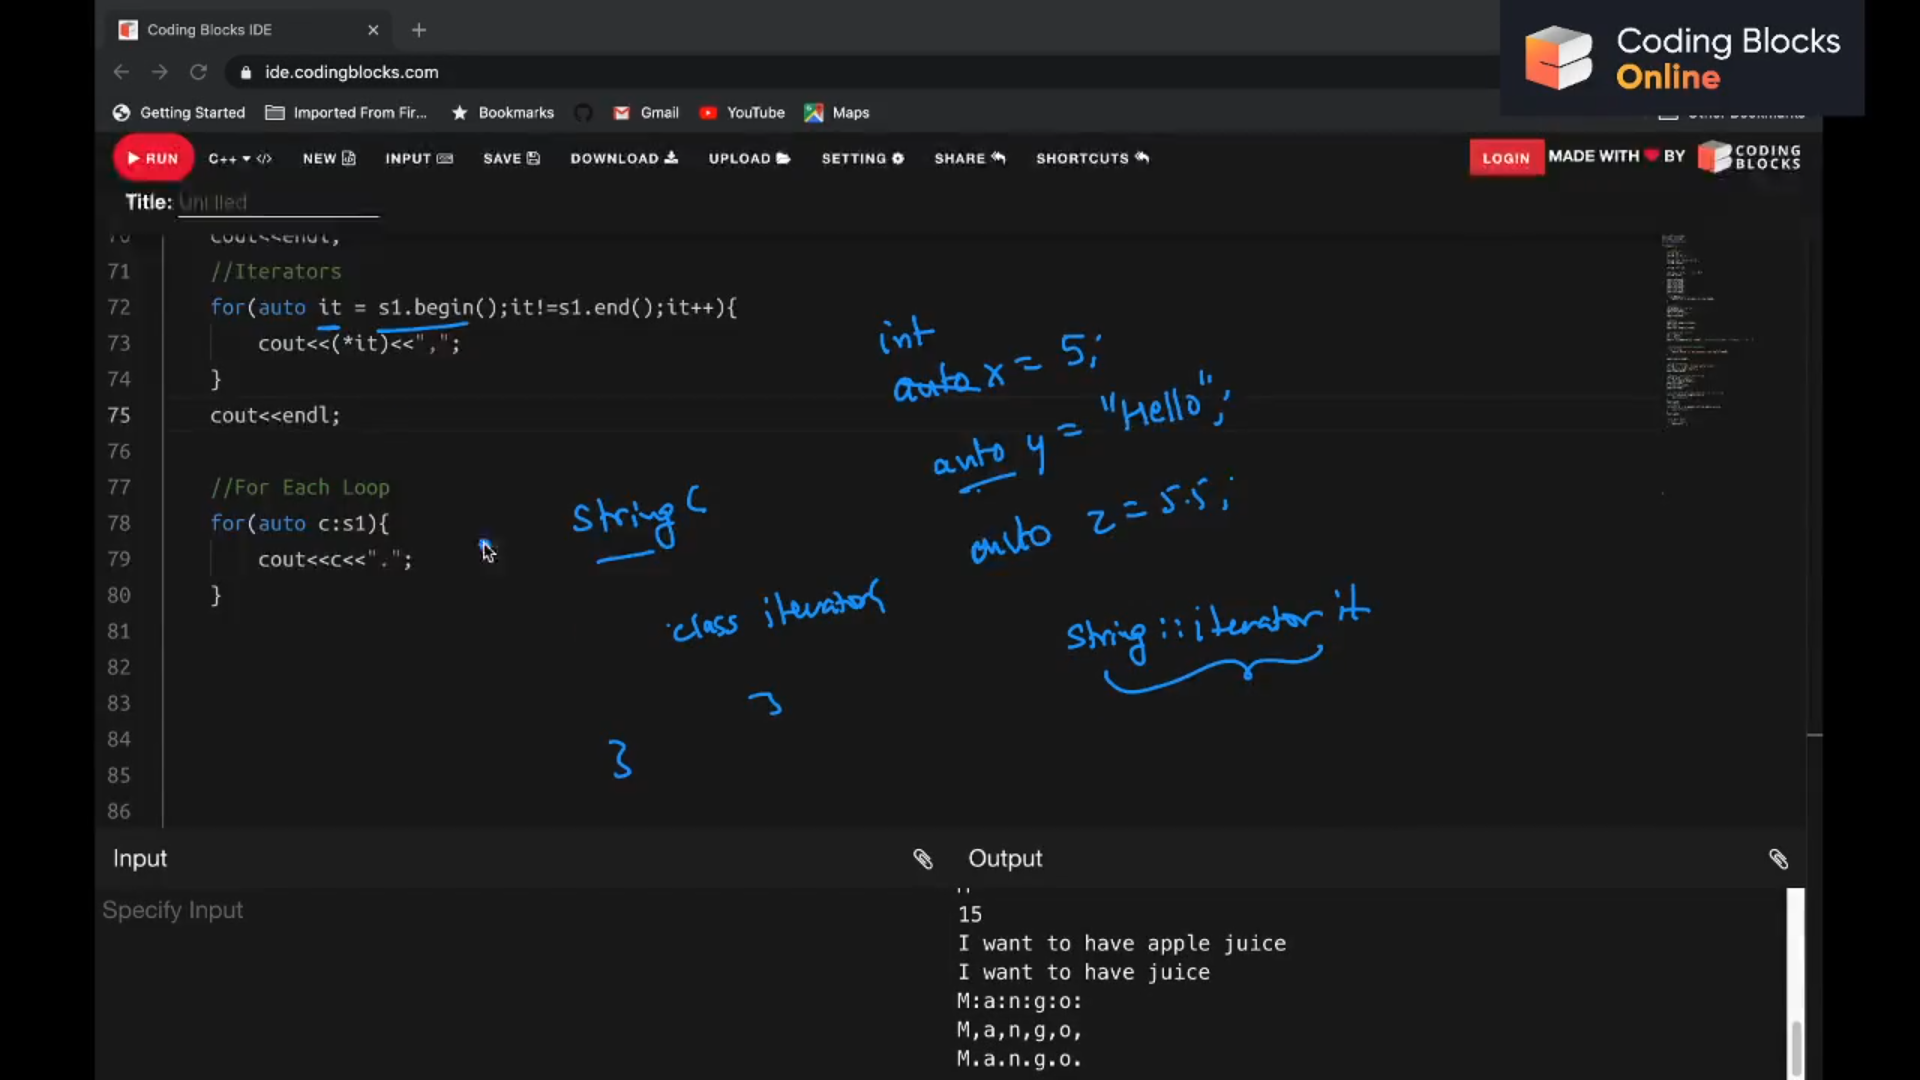 Coding Blocks IDE
ide.codingblocks.com
Coding Blocks
Online
Getting Started
Imported From Fir...
Bookmarks
Gmail
YouTube
Maps
Other Bookmarks
RUN
C++
NEW
INPUT
SAVE
DOWNLOAD
UPLOAD
SETTING
SHARE
SHORTCUTS
LOGIN
MADE WITH BY
CODING
BLOCKS
Title:
70 cout<<endl;
71 //Iterators
72 for(auto it = s1.begin();it!=s1.end();it++){
73 cout<<(*it)<<",";
74 }
75 cout<<endl;
76
77 //For Each Loop
78 for(auto c:s1){
79 cout<<c<<".";
80 }
81
82
83
84
85
86
int
auto x = 5;
auto y = "Hello";
auto z = 5.5;
String {
class iterator{
}
}
String :: iterator it
Input
Specify Input
Output
15
I want to have apple juice
I want to have juice
M:a:n:g:o:
M,a,n,g,o,
M.a.n.g.o.